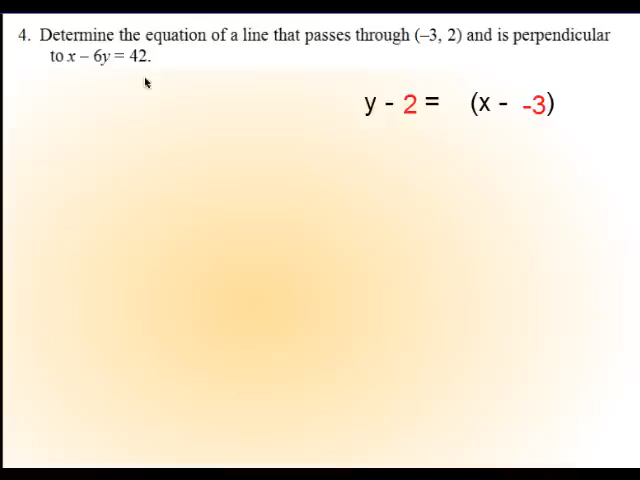 4. Determine the equation of a line that passes through (–3, 2) and is perpendicular
to x – 6y = 42.
y - 2 = (x - -3)